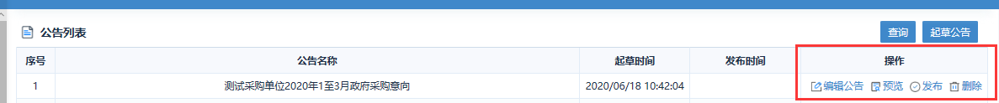 公告列表 查询 起草公告
序号 公告名称 起草时间 发布时间 操作
1 测试采购单位2020年1至3月政府采购意向 2020/06/18 10:42:04 编辑公告 预览 发布 删除